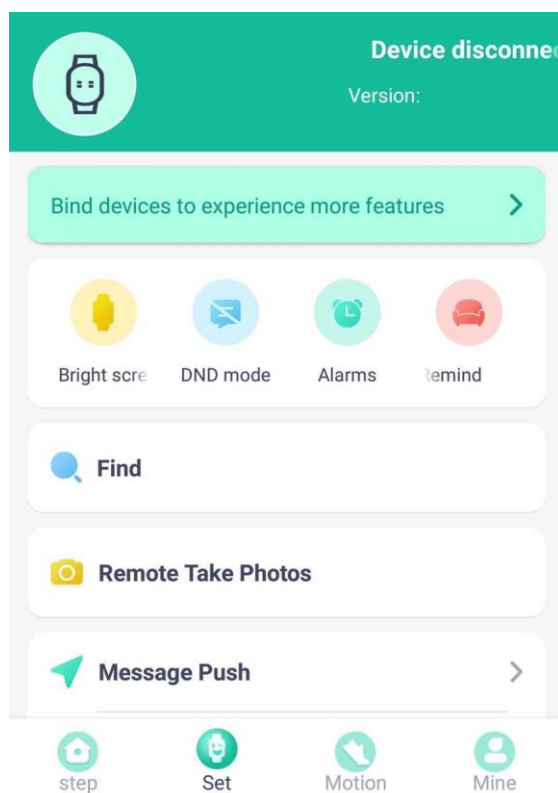 Device disconne
Version:
Bind devices to experience more features
Bright scre
DND mode
Alarms
emind
Find
Remote Take Photos
Message Push
step
Set
Motion
Mine